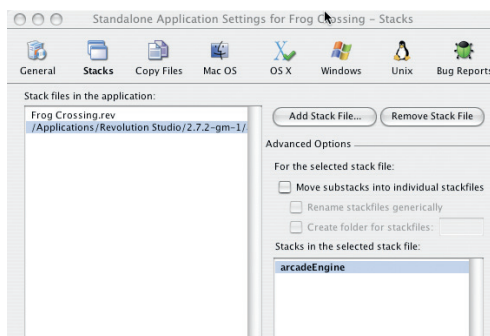 Standalone Application Settings for Frog Crossing – Stacks
General Stacks Copy Files Mac OS OS X Windows Unix Bug Reports
Stack files in the application:
Frog Crossing.rev
/Applications/Revolution Studio/2.7.2-gm-1/
Add Stack File... Remove Stack File
Advanced Options
For the selected stack file:
Move substacks into individual stackfiles
Rename stackfiles generically
Create folder for stackfiles:
Stacks in the selected stack file:
arcadeEngine